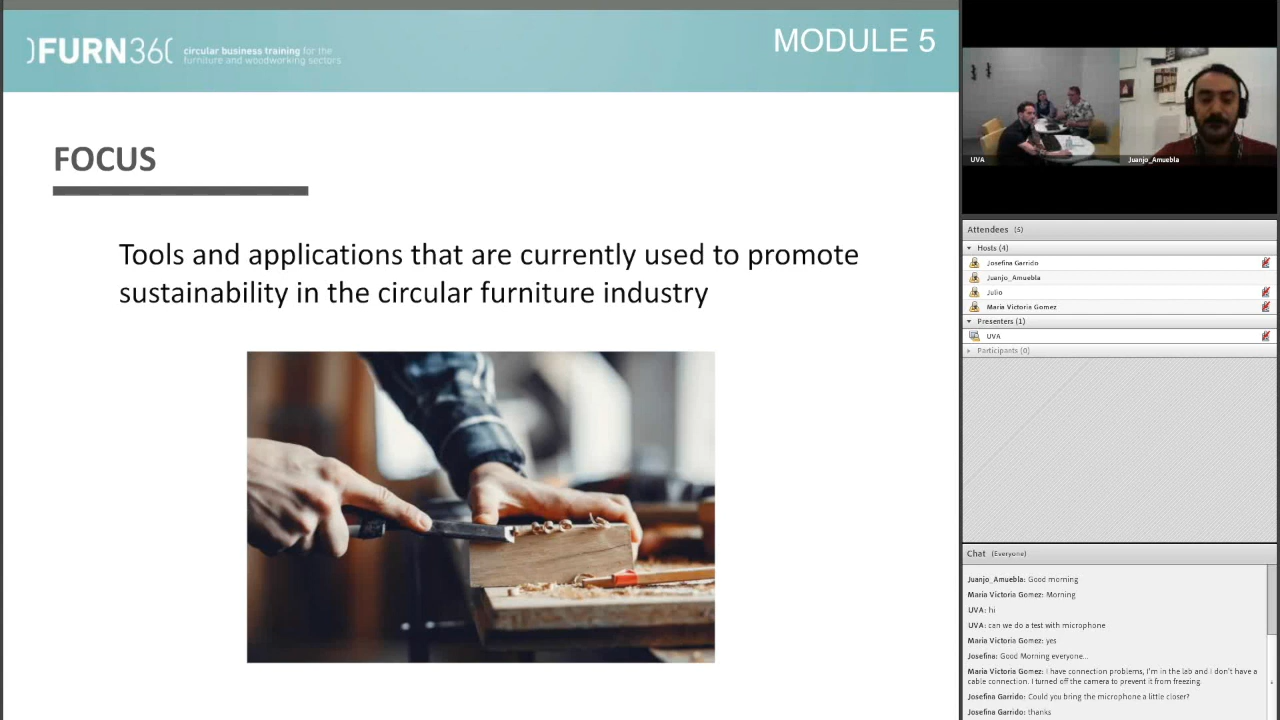 FURN360 circular business training for the
furniture and woodworking sectors
MODULE 5
FOCUS
Tools and applications that are currently used to promote
sustainability in the circular furniture industry
UVA
Juanjo_Amuebla
Attendees (5)
Hosts (4)
Josefina Garrido
Juanjo_Amuebla
Julio
Maria Victoria Gomez
Presenters (1)
UVA
Participants (0)
Chat (Everyone)
Juanjo_Amuebla: Good morning
Maria Victoria Gomez: Morning
UVA: hi
UVA: can we do a test with microphone
Maria Victoria Gomez: yes
Josefina: Good Morning everyone...
Maria Victoria Gomez: I have connection problems, I'm in the lab and i don't have a
cable connection. I turned off the camera to prevent it from freezing.
Josefina Garrido: Could you bring the microphone a little closer?
Josefina Garrido: thanks